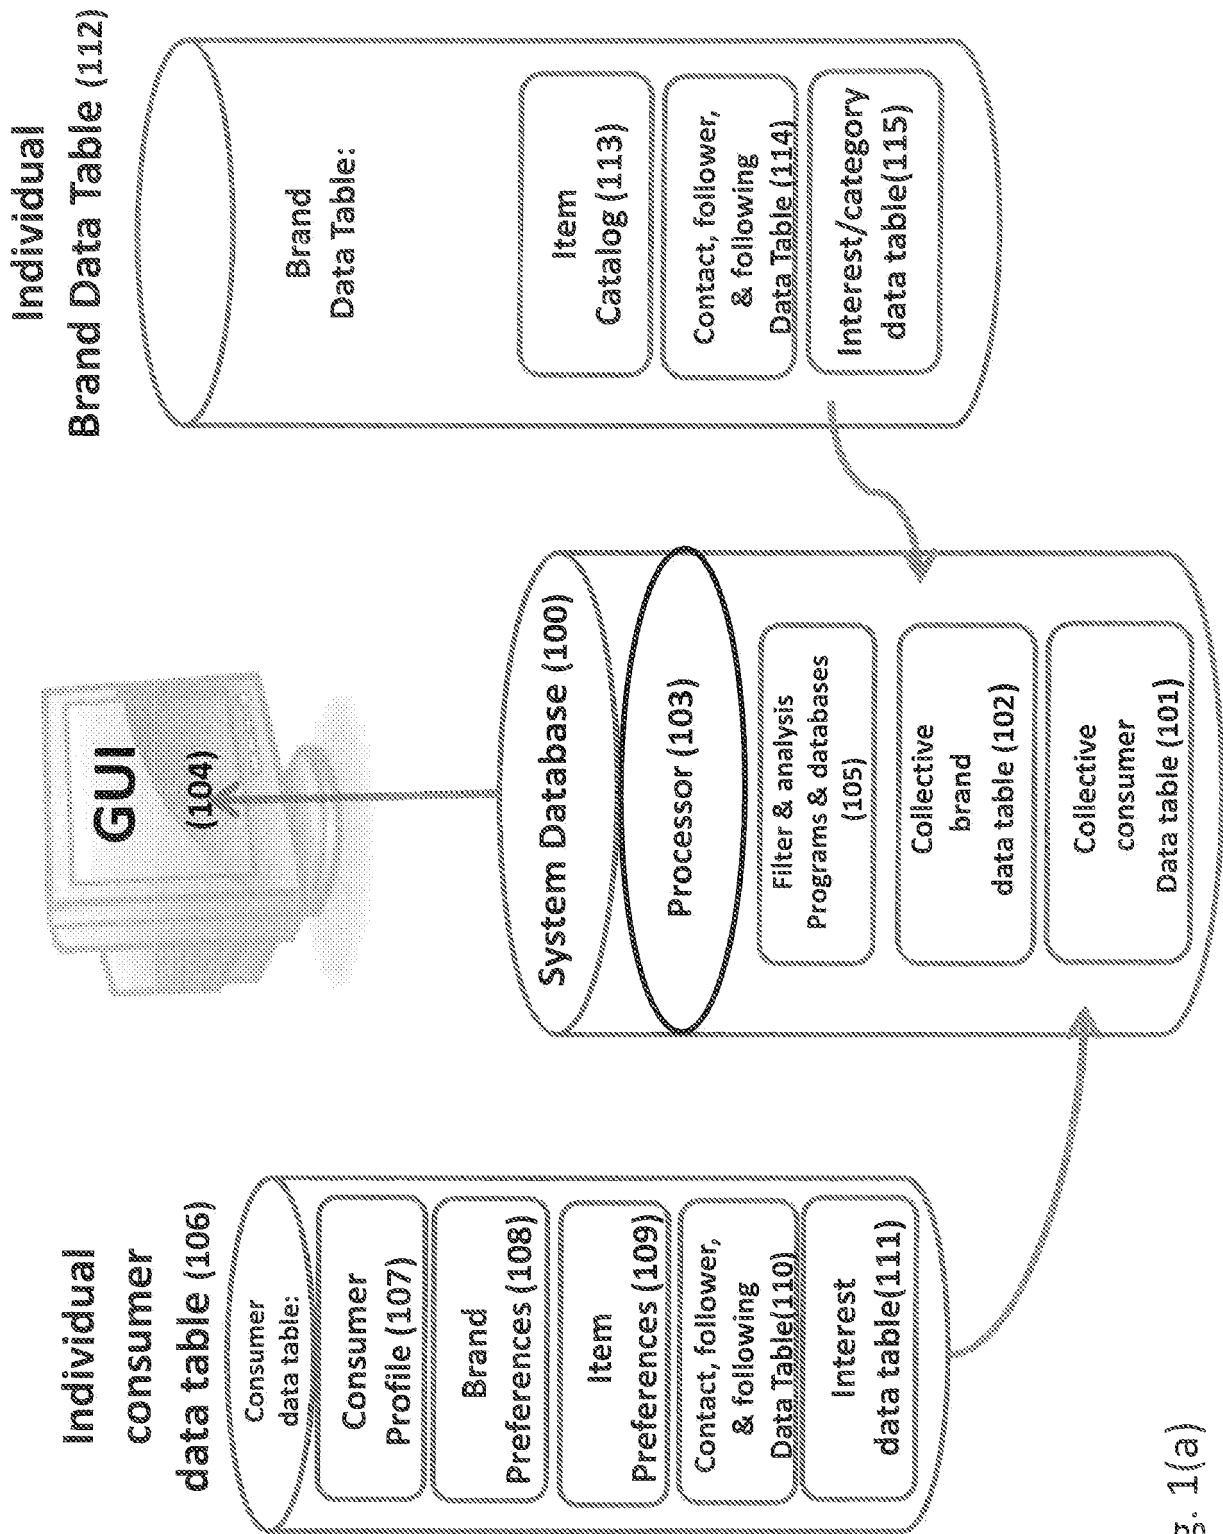 Individual
consumer
data table (106)
Consumer
data table:
Consumer
Profile (107)
Brand
Preferences (108)
Item
Preferences (109)
Contact, follower,
& following
Data Table(110)
Interest
data table(111)
GUI
(104)
System Database (100)
Processor (103)
Filter & analysis
Programs & databases
(105)
Collective
brand
data table (102)
Collective
consumer
Data table (101)
Individual
Brand Data Table (112)
Brand
Data Table:
Item
Catalog (113)
Contact, follower,
& following
Data Table (114)
Interest/category
data table(115)
g. 1(a)